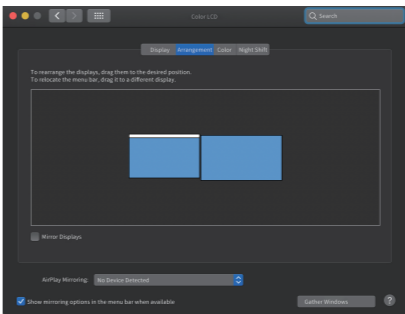 Color LCD
Search
Display Arrangement Color Night Shift
To rearrange the displays, drag them to the desired position.
To relocate the menu bar, drag it to a different display.
Mirror Displays
AirPlay Mirroring: No Device Detected
Show mirroring options in the menu bar when available
Gather Windows
?